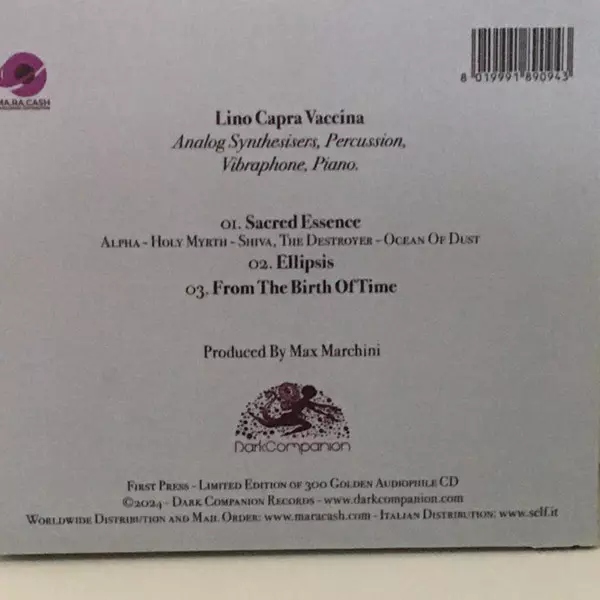 8 019991 890943
MA.RA.CASH
Lino Capra Vaccina
Analog Synthesisers, Percussion,
Vibraphone, Piano.
01. Sacred Essence
Alpha - Holy Myrth - Shiva, The Destroyer - Ocean Of Dust
02. Ellipsis
03. From The Birth Of Time
Produced By Max Marchini
DarkCompanion
First Press - Limited Edition of 300 Golden Audiophile CD
©2024 - Dark Companion Records - www.darkcompanion.com
Worldwide Distribution and Mail Order: www.maracash.com - Italian Distribution: www.self.it